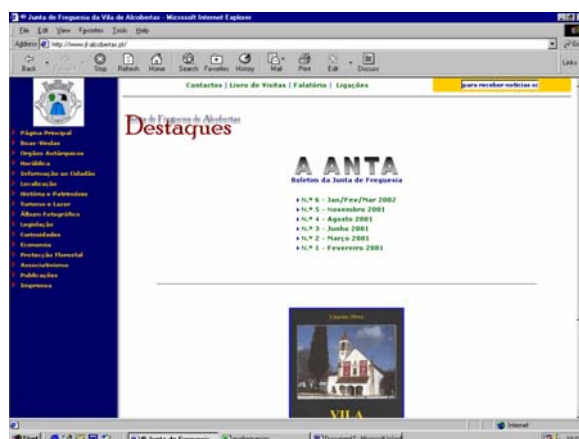 Junta de Freguesia da Vila de Alcobertas - Microsoft Internet Explorer
File Edit View Favorites Tools Help
Address http://www.jf-alcobertas.pt/
Back Stop Refresh Home Search Favorites History Mail Print Edit Discuss
Links
Contactos | Livro de Visitas | Falatório | Ligações
para receber notícias
Junta de Freguesia de Alcobertas
Destaques
Página Principal
Boas-Vindas
Orgãos Autárquicos
Heráldica
Informação ao Cidadão
Localização
História e Património
Turismo e Lazer
Álbum Fotográfico
Legislação
Curiosidades
Economia
Protecção Florestal
Associativismo
Publicações
Imprensa
A ANTA
Boletim da Junta de Freguesia
N.º 6 - Jan/Fev/Mar 2002
N.º 5 - Novembro 2001
N.º 4 - Agosto 2001
N.º 3 - Junho 2001
N.º 2 - Março 2001
N.º 1 - Fevereiro 2001
VILA
Internet
Start
Junta de Freguesia